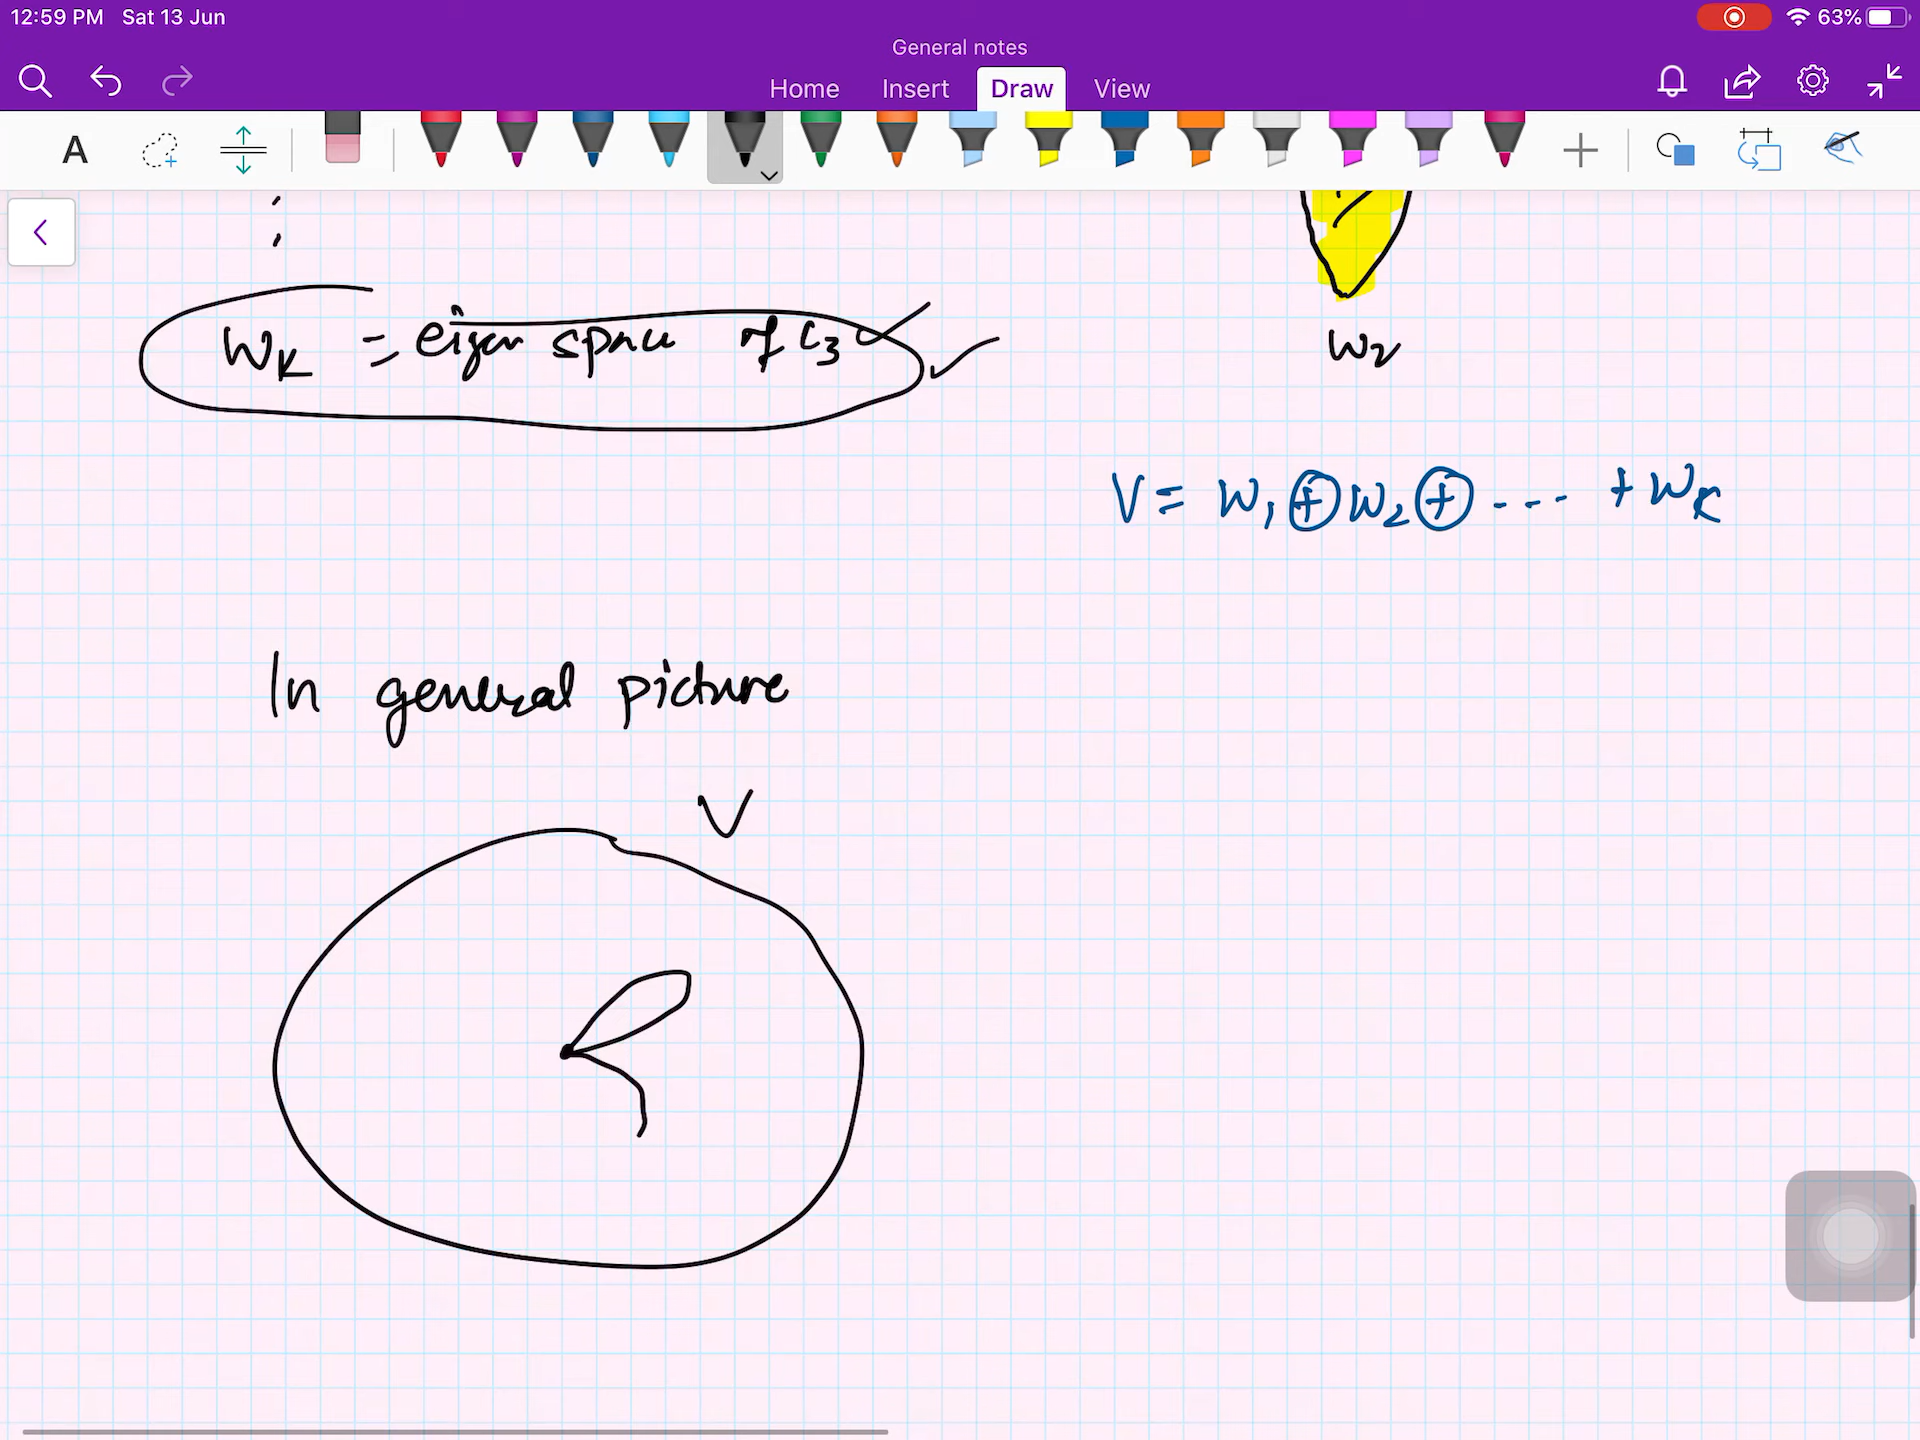 12:59 PM Sat 13 Jun
63%
General notes
Home Insert Draw View
A
W_K = eigen space of C_3
W_2
V = W_1 ⊕ W_2 ⊕ ---- + W_K
In general picture
V